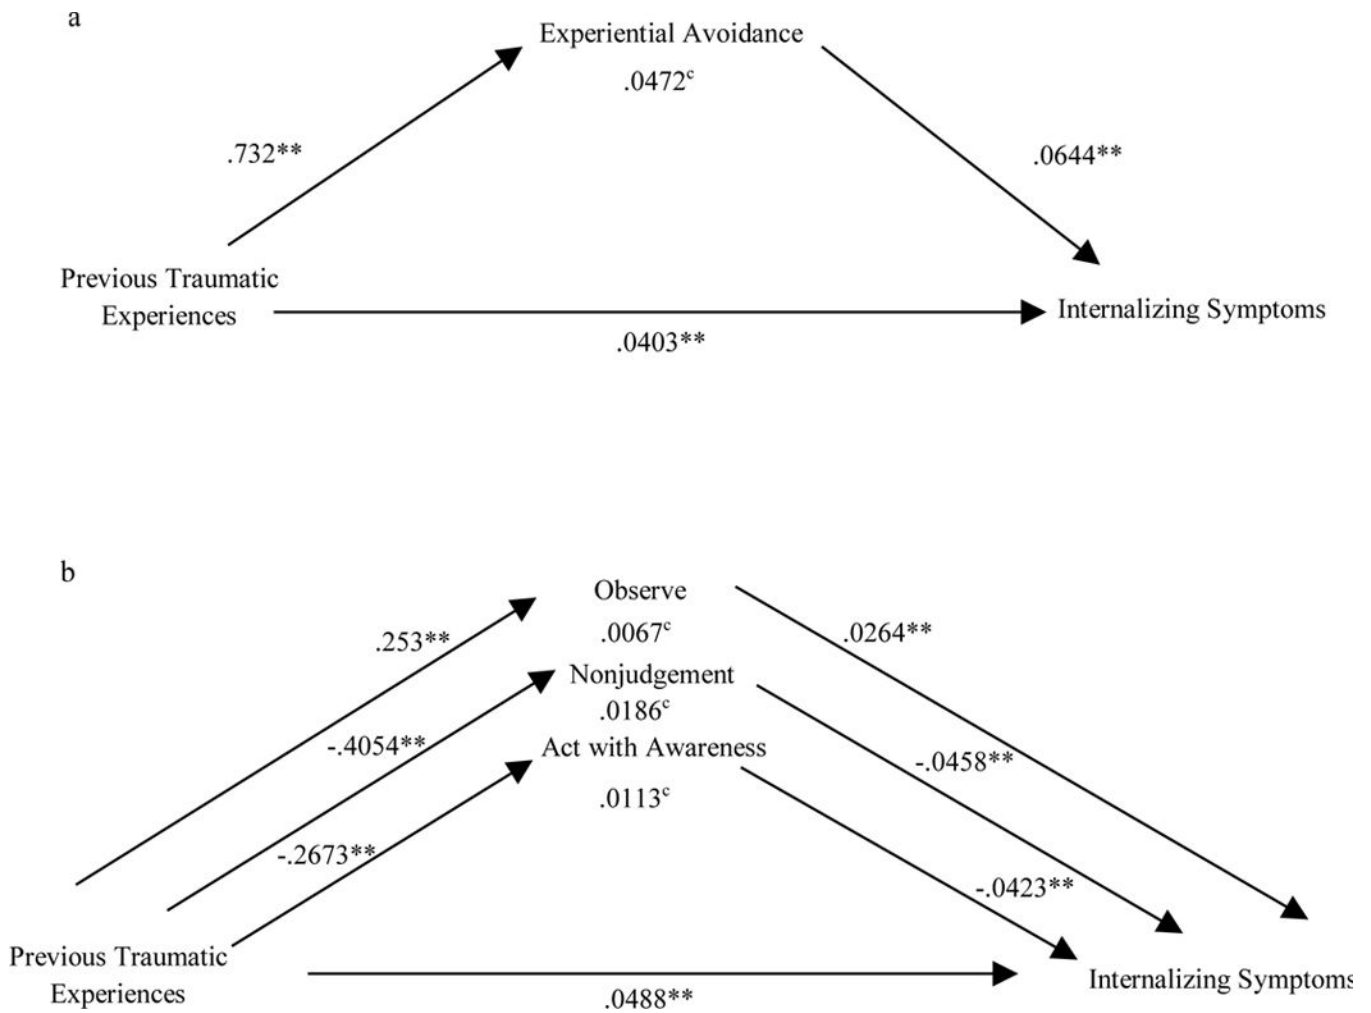 a
Experiential Avoidance
.0472ᶜ
.732**
.0644**
Previous Traumatic
Experiences
Internalizing Symptoms
.0403**
b
Observe
.0067ᶜ
.253**
.0264**
Nonjudgement
.0186ᶜ
-.4054**
-.0458**
Act with Awareness
.0113ᶜ
-.2673**
-.0423**
Previous Traumatic
Experiences
Internalizing Symptoms
.0488**